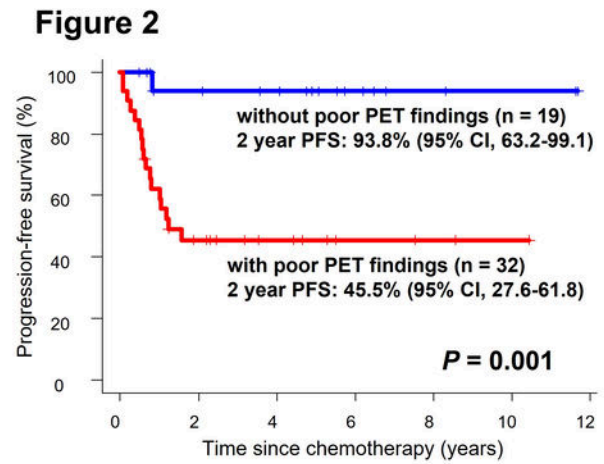 Figure 2
Progression-free survival (%)
100
80
60
40
20
0
without poor PET findings (n = 19)
2 year PFS: 93.8% (95% CI, 63.2-99.1)
with poor PET findings (n = 32)
2 year PFS: 45.5% (95% CI, 27.6-61.8)
P = 0.001
0 2 4 6 8 10 12
Time since chemotherapy (years)